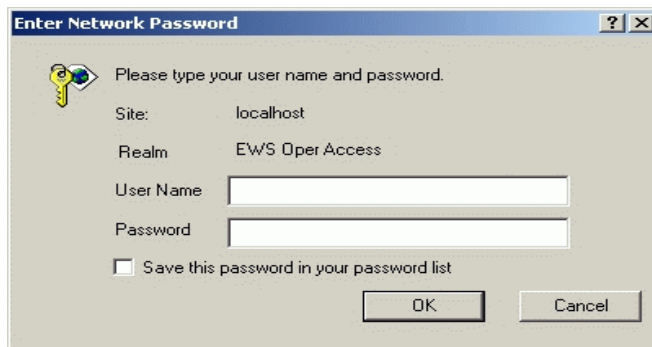 Enter Network Password
Please type your user name and password.
Site: localhost
Realm EWS Oper Access
User Name
Password
Save this password in your password list
OK Cancel